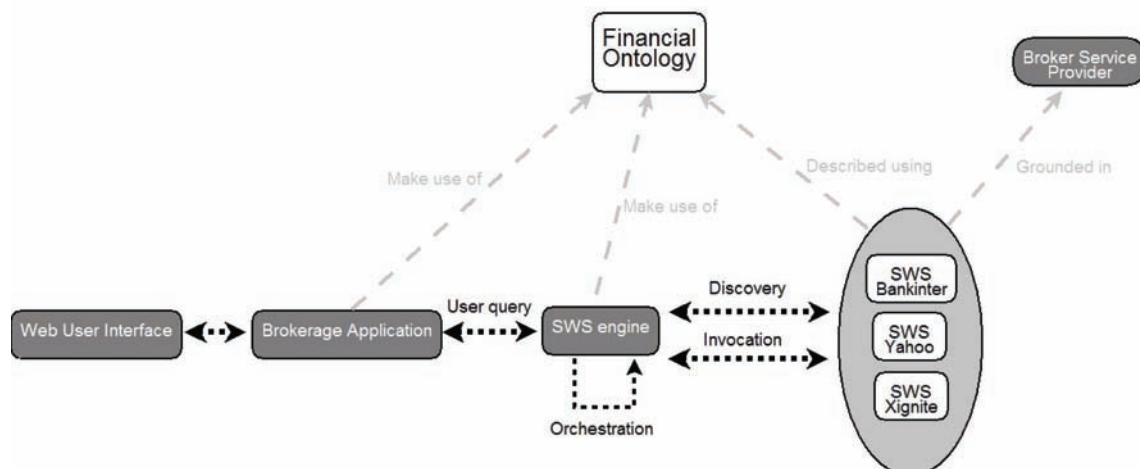 Financial
Ontology
Broker Service
Provider
Make use of
Make use of
Described using
Grounded in
Web User Interface
Brokerage Application
User query
SWS engine
Discovery
Invocation
Orchestration
SWS
Bankinter
SWS
Yahoo
SWS
Xignite